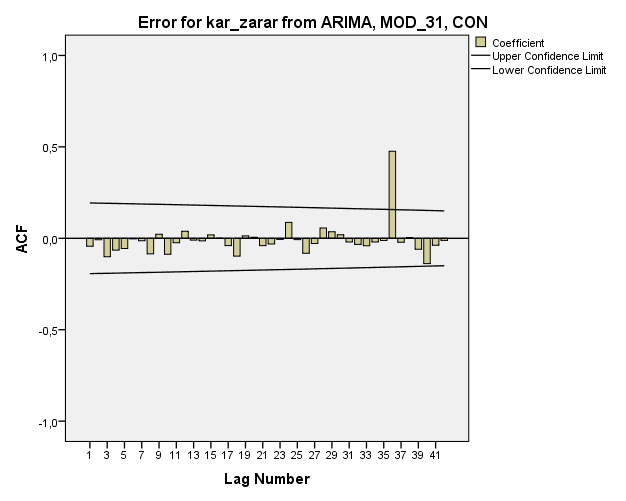 Error for kar_zarar from ARIMA, MOD_31, CON
Coefficient
Upper Confidence Limit
Lower Confidence Limit
1,0
0,5
0,0
-0,5
-1,0
ACF
1 3 5 7 9 11 13 15 17 19 21 23 25 27 29 31 33 35 37 39 41
Lag Number